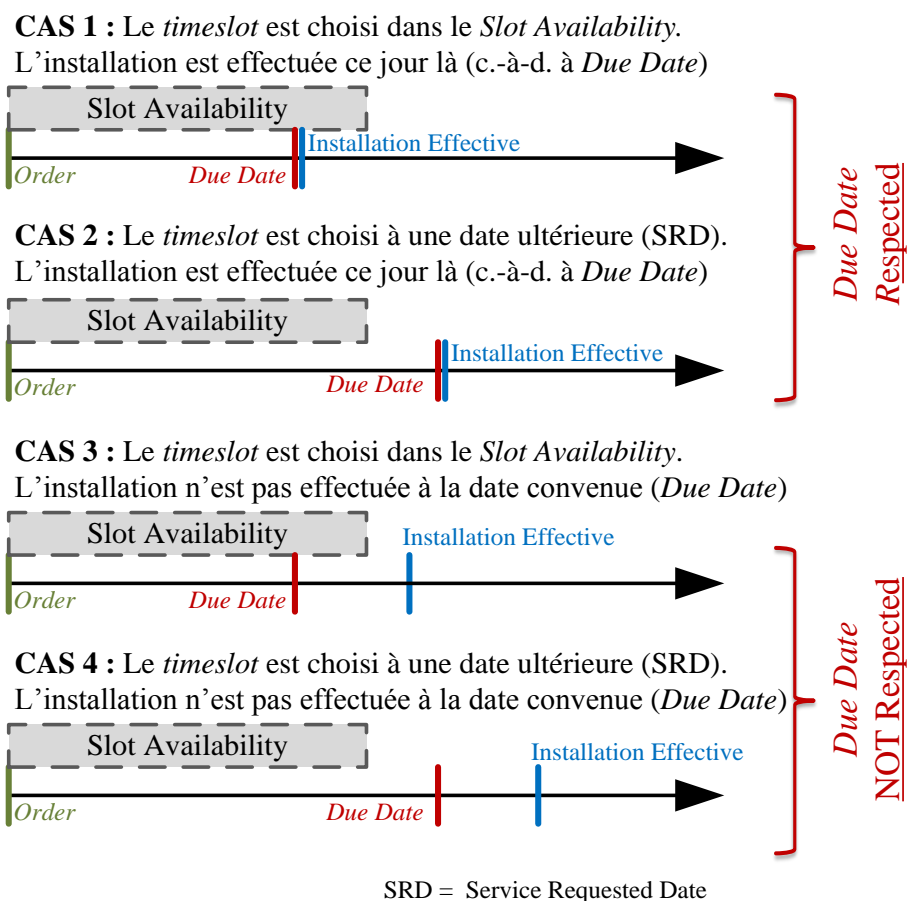 CAS 1 : Le timeslot est choisi dans le Slot Availability.
L’installation est effectuée ce jour là (c.-à-d. à Due Date)
Slot Availability
Installation Effective
Order
Due Date
CAS 2 : Le timeslot est choisi à une date ultérieure (SRD).
L’installation est effectuée ce jour là (c.-à-d. à Due Date)
Slot Availability
Installation Effective
Order
Due Date
Due Date
Respected
CAS 3 : Le timeslot est choisi dans le Slot Availability.
L’installation n’est pas effectuée à la date convenue (Due Date)
Slot Availability
Installation Effective
Order
Due Date
CAS 4 : Le timeslot est choisi à une date ultérieure (SRD).
L’installation n’est pas effectuée à la date convenue (Due Date)
Slot Availability
Installation Effective
Order
Due Date
Due Date
NOT Respected
SRD = Service Requested Date